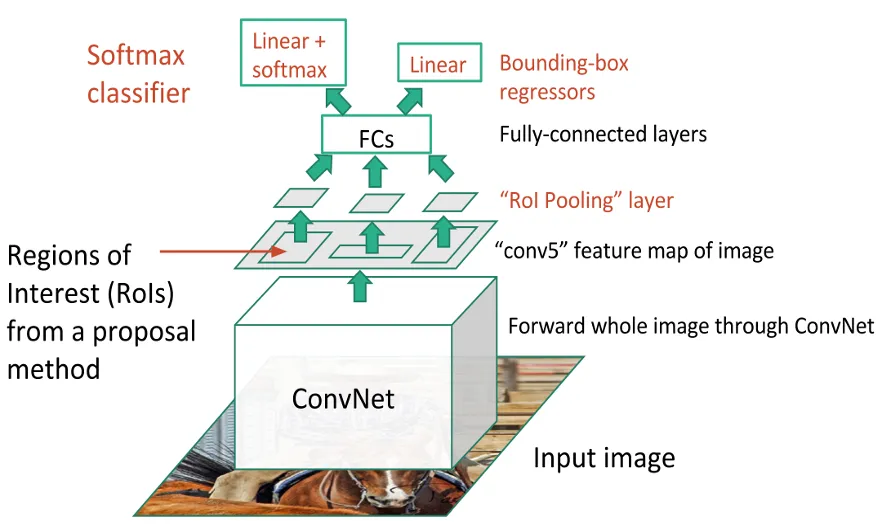 Softmax
classifier
Linear +
softmax
Linear
Bounding-box
regressors
FCs
Fully-connected layers
“RoI Pooling” layer
Regions of
Interest (RoIs)
from a proposal
method
“conv5” feature map of image
Forward whole image through ConvNet
ConvNet
Input image